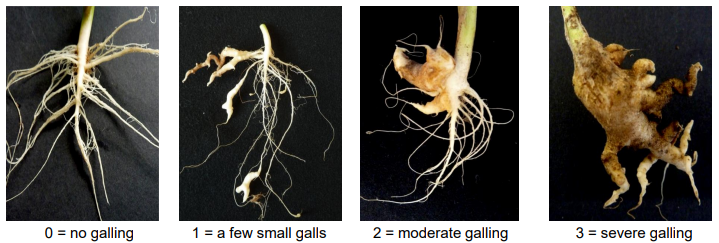 0 = no galling
1 = a few small galls
2 = moderate galling
3 = severe galling